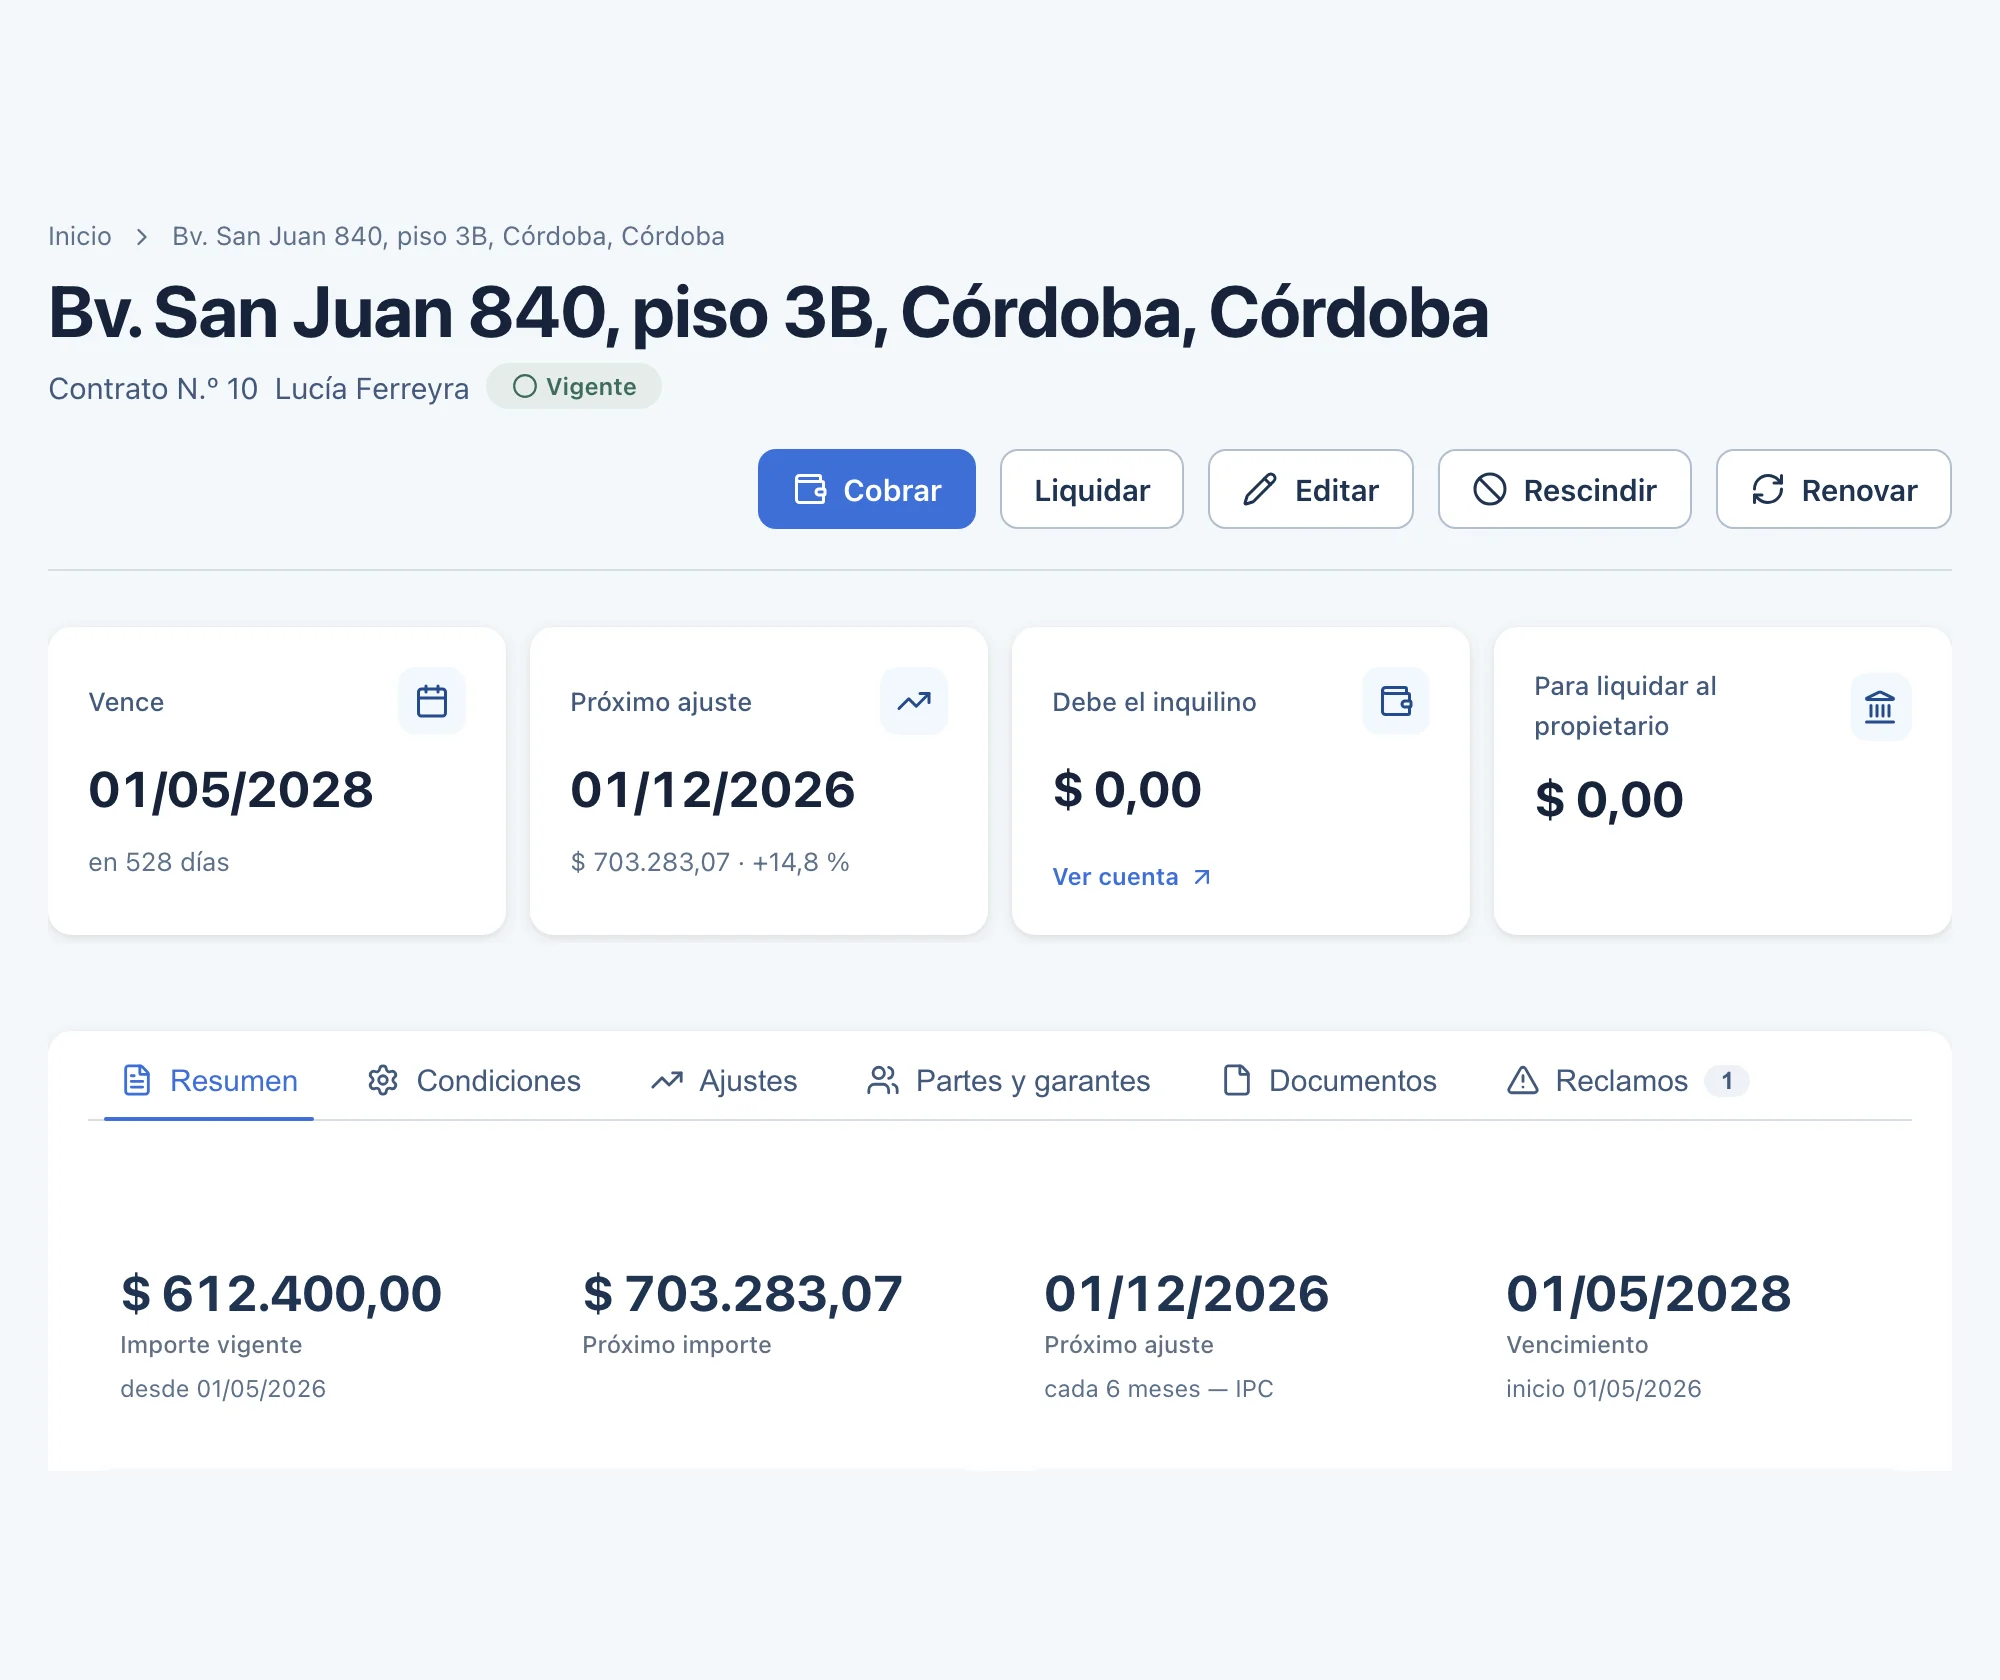 Inicio > Bv. San Juan 840, piso 3B, Córdoba, Córdoba
Bv. San Juan 840, piso 3B, Córdoba, Córdoba
Contrato N.º 10 Lucía Ferreyra Vigente
Cobrar Liquidar Editar Rescindir Renovar
Vence
01/05/2028
en 528 días
Próximo ajuste
01/12/2026
$ 703.283,07 · +14,8 %
Debe el inquilino
$ 0,00
Ver cuenta
Para liquidar al
propietario
$ 0,00
Resumen Condiciones Ajustes Partes y garantes Documentos Reclamos 1
$ 612.400,00
Importe vigente
desde 01/05/2026
$ 703.283,07
Próximo importe
01/12/2026
Próximo ajuste
cada 6 meses — IPC
01/05/2028
Vencimiento
inicio 01/05/2026